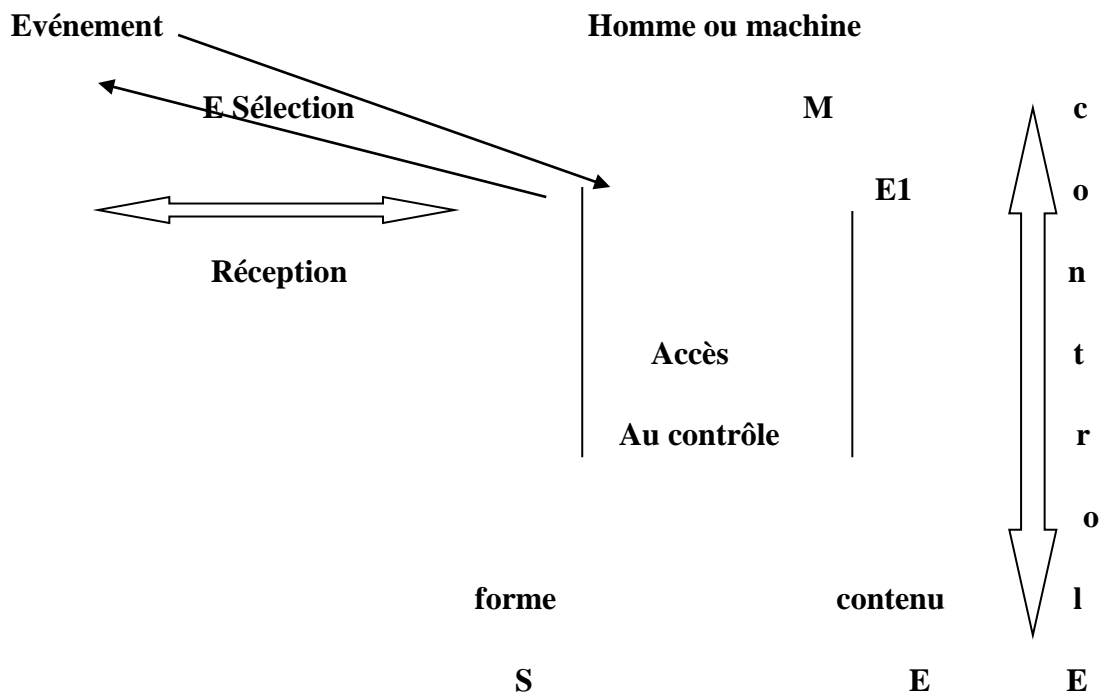 Evénement Homme ou machine
E Sélection M c
E1 o
Réception n
Accès t
Au contrôle r
o
forme contenu l
S E E